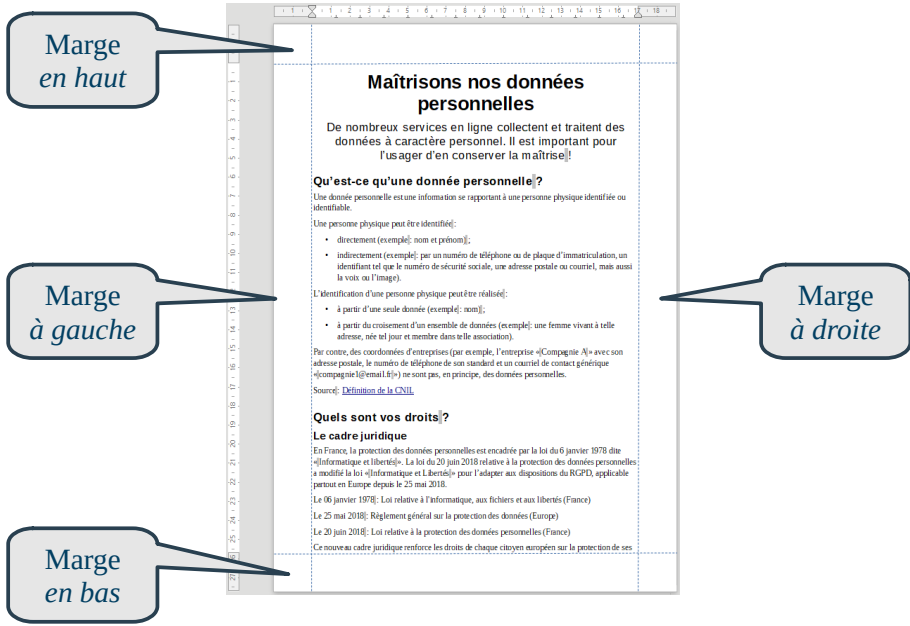 Marge
en haut
Marge
à gauche
Marge
à droite
Marge
en bas
Maîtrisons nos données
personnelles
De nombreux services en ligne collectent et traitent des
données à caractère personnel. Il est important pour
l'usager d'en conserver la maîtrise !
Qu'est-ce qu'une donnée personnelle ?
Une donnée personnelle est une information se rapportant à une personne physique identifiée ou
identifiable.
Une personne physique peut être identifiée :
• directement (exemple : nom et prénom) ;
• indirectement (exemple : par un numéro de téléphone ou de plaque d'immatriculation, un
identifiant tel que le numéro de sécurité sociale, une adresse postale ou courriel, mais aussi
la voix ou l'image).
L'identification d'une personne physique peut être réalisée :
• à partir d'une seule donnée (exemple : nom) ;
• à partir du croisement d'un ensemble de données (exemple : une femme vivant à telle
adresse, née tel jour et membre dans telle association).
Par contre, des coordonnées d'entreprises (par exemple, l'entreprise « Compagnie A » avec son
adresse postale, le numéro de téléphone de son standard et un courriel de contact générique
« compagnie1@email.fr ») ne sont pas, en principe, des données personnelles.
Source : Définition de la CNIL
Quels sont vos droits ?
Le cadre juridique
En France, la protection des données personnelles est encadrée par la loi du 6 janvier 1978 dite
« Informatique et libertés ». La loi du 20 juin 2018 relative à la protection des données personnelles
a modifié la loi « Informatique et Libertés » pour l'adapter aux dispositions du RGPD, applicable
partout en Europe depuis le 25 mai 2018.
Le 06 janvier 1978 : Loi relative à l'informatique, aux fichiers et aux libertés (France)
Le 25 mai 2018 : Règlement général sur la protection des données (Europe)
Le 20 juin 2018 : Loi relative à la protection des données personnelles (France)
Ce nouveau cadre juridique renforce les droits de chaque citoyen européen sur la protection de ses